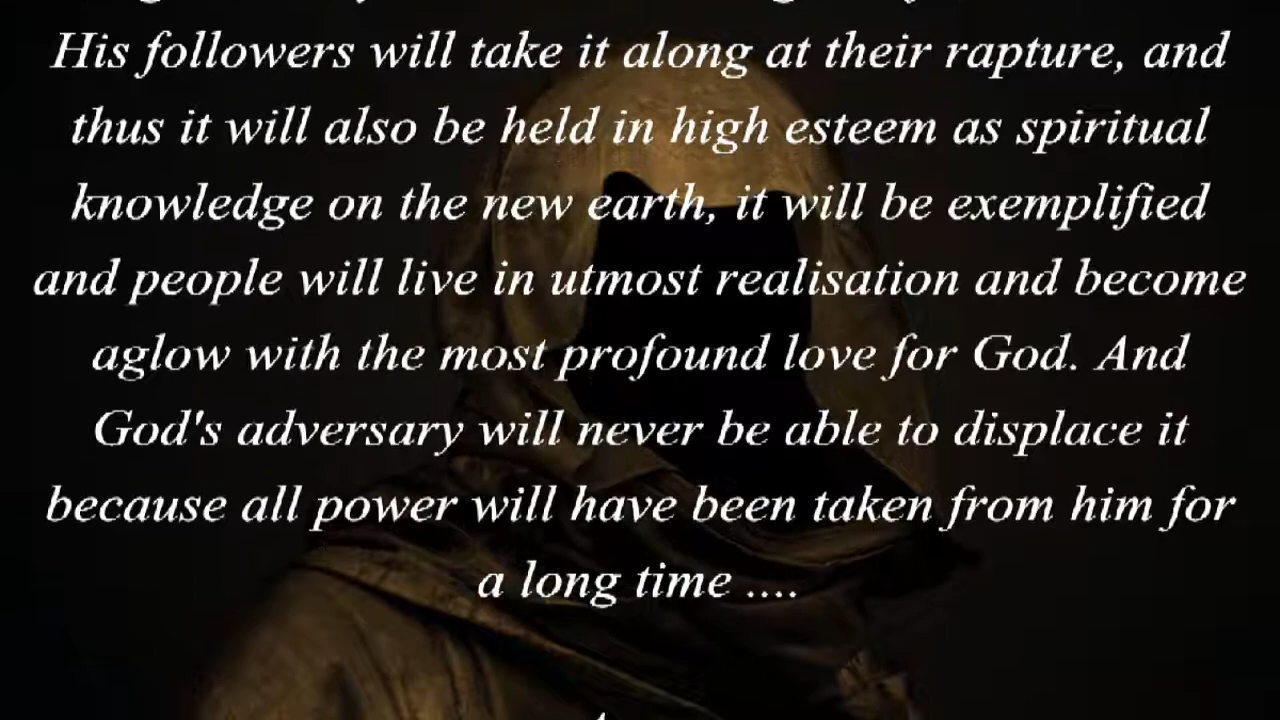 His followers will take it along at their rapture, and
thus it will also be held in high esteem as spiritual
knowledge on the new earth, it will be exemplified
and people will live in utmost realisation and become
aglow with the most profound love for God. And
God's adversary will never be able to displace it
because all power will have been taken from him for
a long time ....